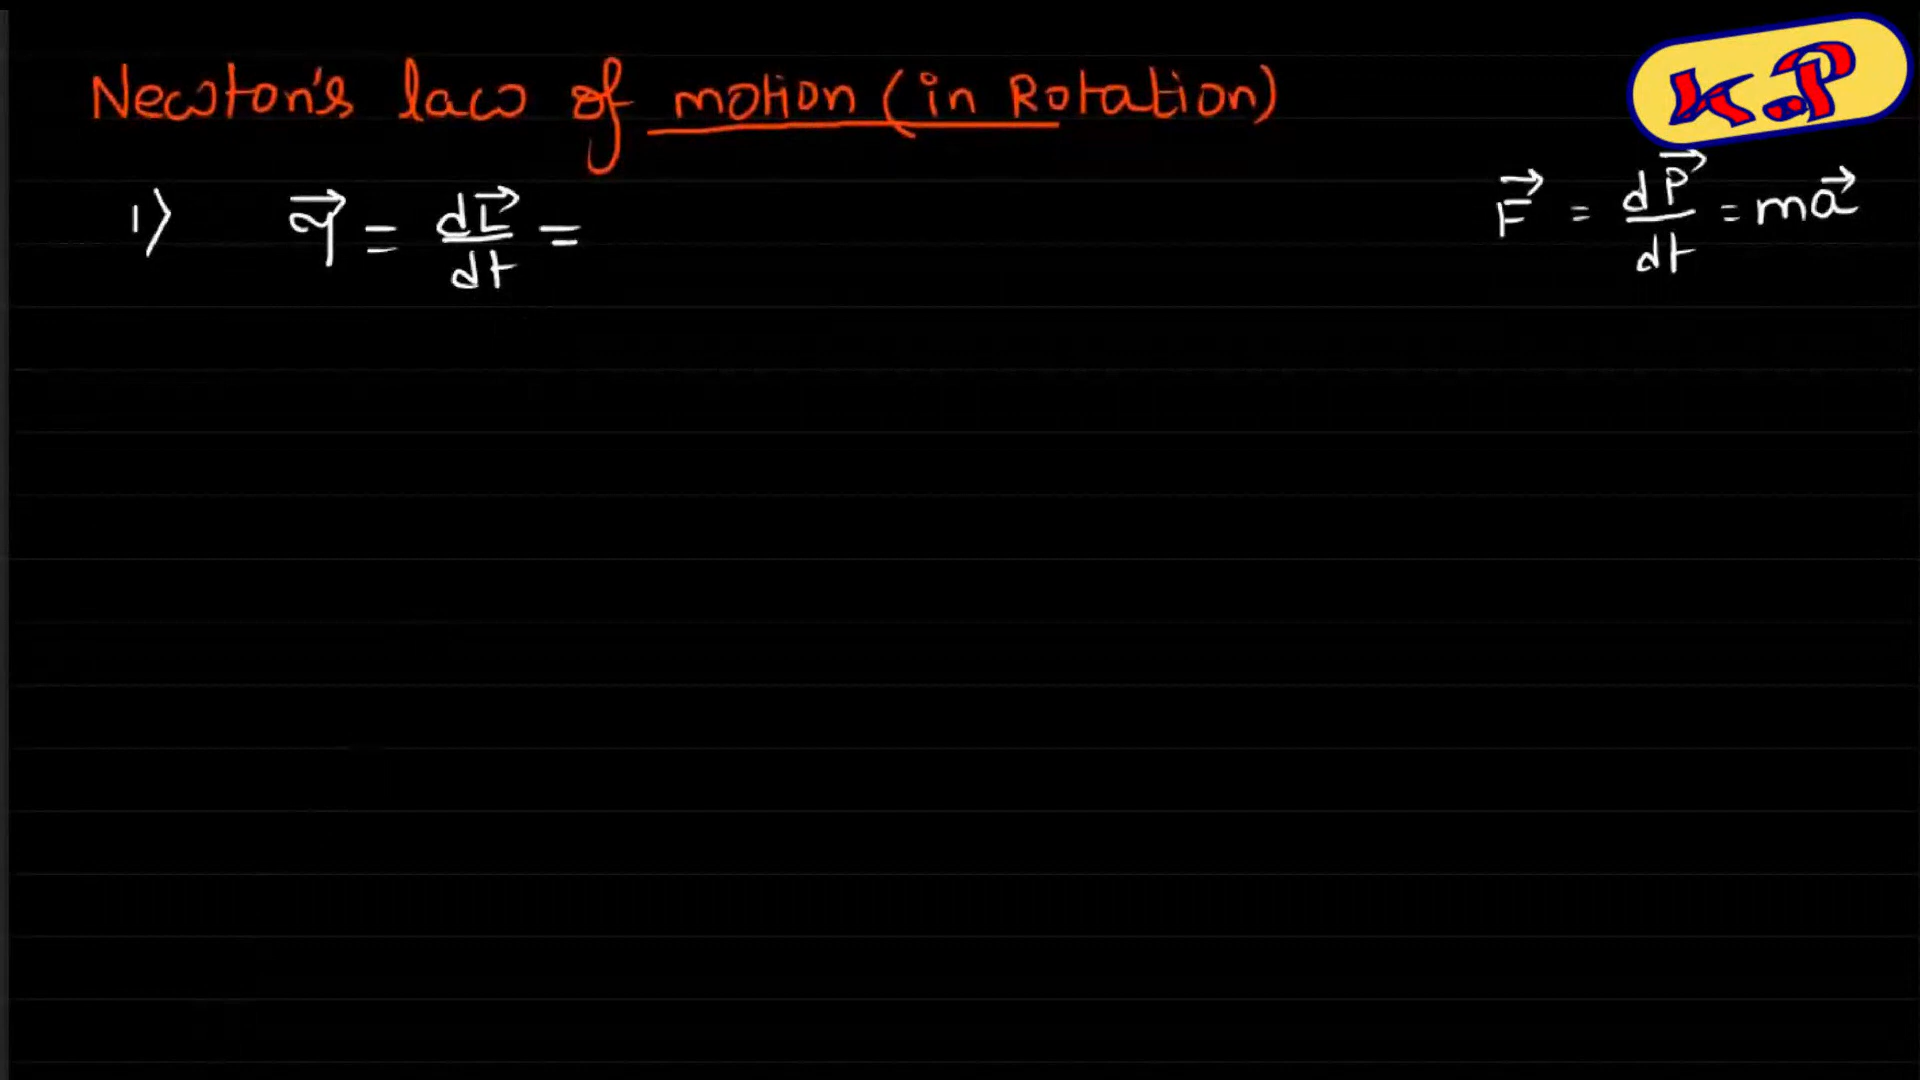 Newton's law of motion (in Rotation)
K.P
1) τ⃗ = dL⃗/dt =
F⃗ = dP⃗/dt = ma⃗